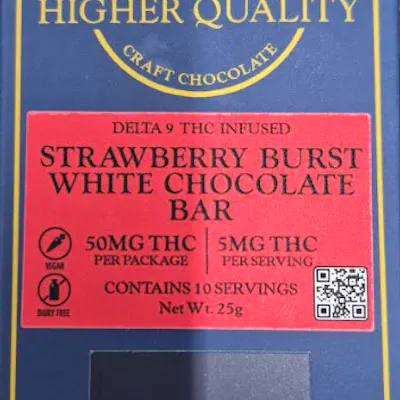 HIGHER QUALITY
CRAFT CHOCOLATE
DELTA 9 THC INFUSED
STRAWBERRY BURST
WHITE CHOCOLATE
BAR
50MG THC
PER PACKAGE
5MG THC
PER SERVING
VEGAN
CONTAINS 10 SERVINGS
DAIRY FREE
Net Wt. 25g